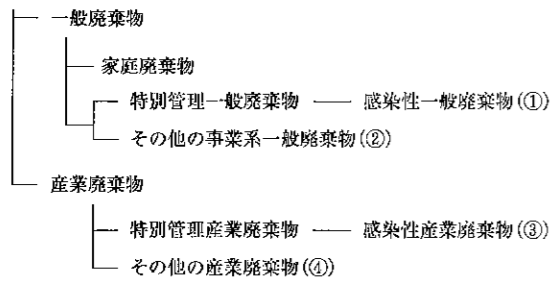 一般廃棄物
家庭廃棄物
特別管理一般廃棄物 感染性一般廃棄物(①)
その他の事業系一般廃棄物(②)
産業廃棄物
特別管理産業廃棄物 感染性産業廃棄物(③)
その他の産業廃棄物(④)